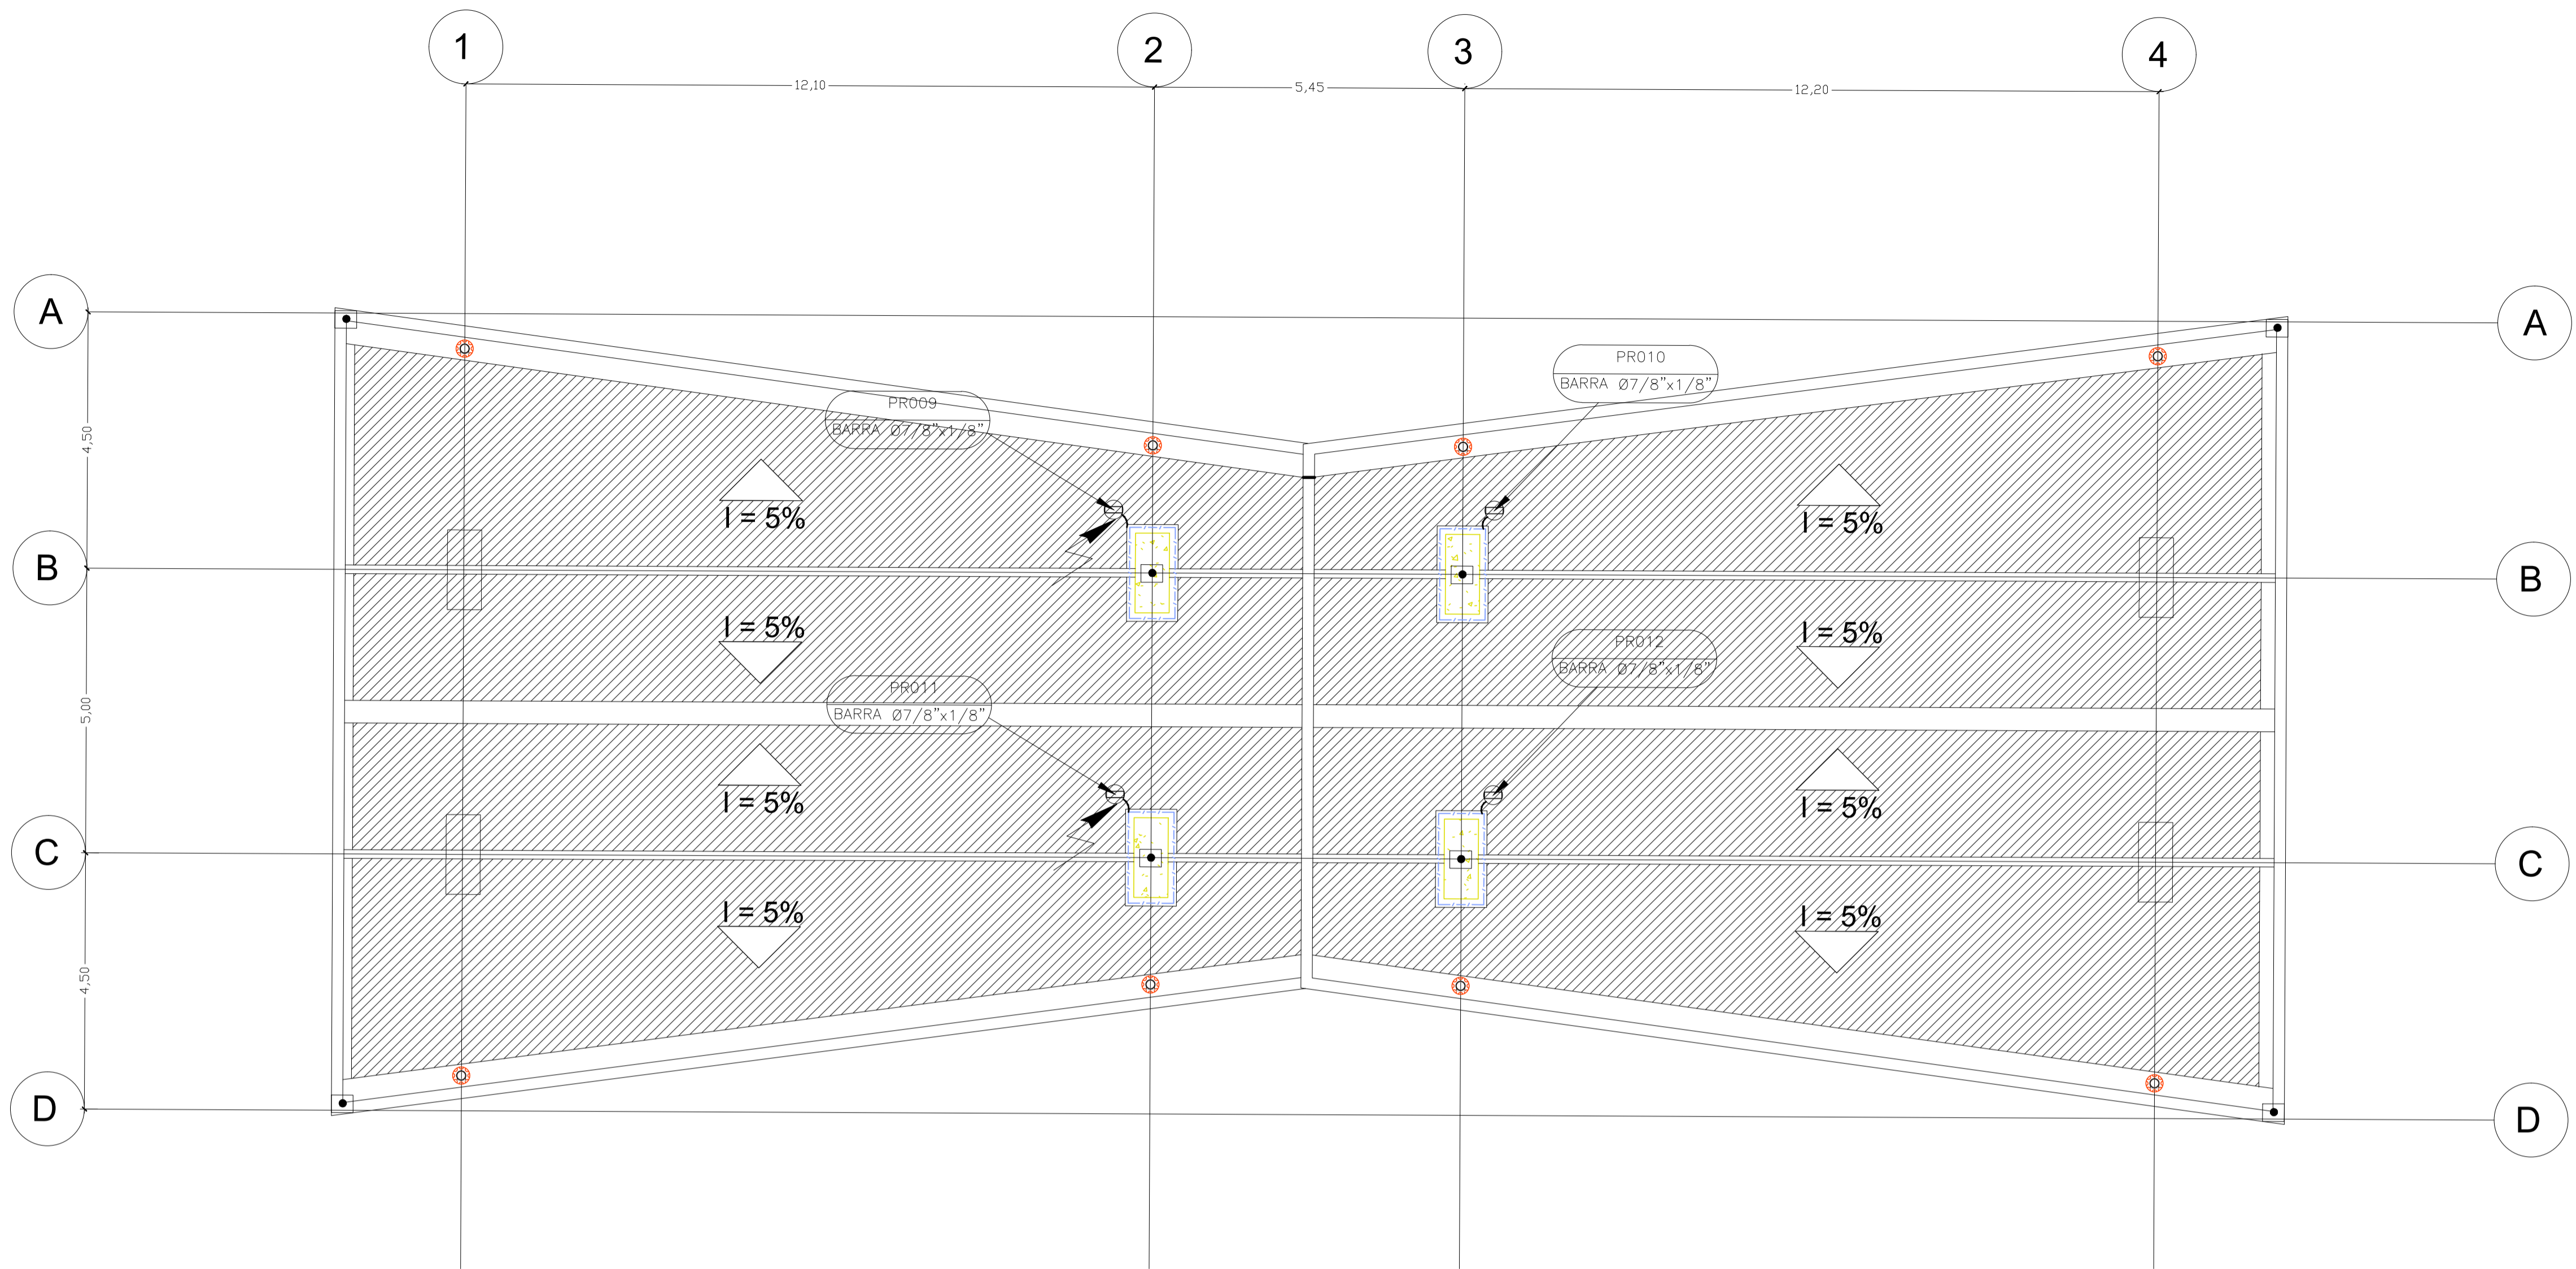 1
2
3
4
12,10
5,45
12,20
A
A
PR010
BARRA Ø7/8"x1/8"
PR009
BARRA Ø7/8"x1/8"
4,50
I = 5%
I = 5%
B
B
I = 5%
I = 5%
PR012
BARRA Ø7/8"x1/8"
PR011
BARRA Ø7/8"x1/8"
5,00
I = 5%
I = 5%
C
C
I = 5%
I = 5%
4,50
D
D